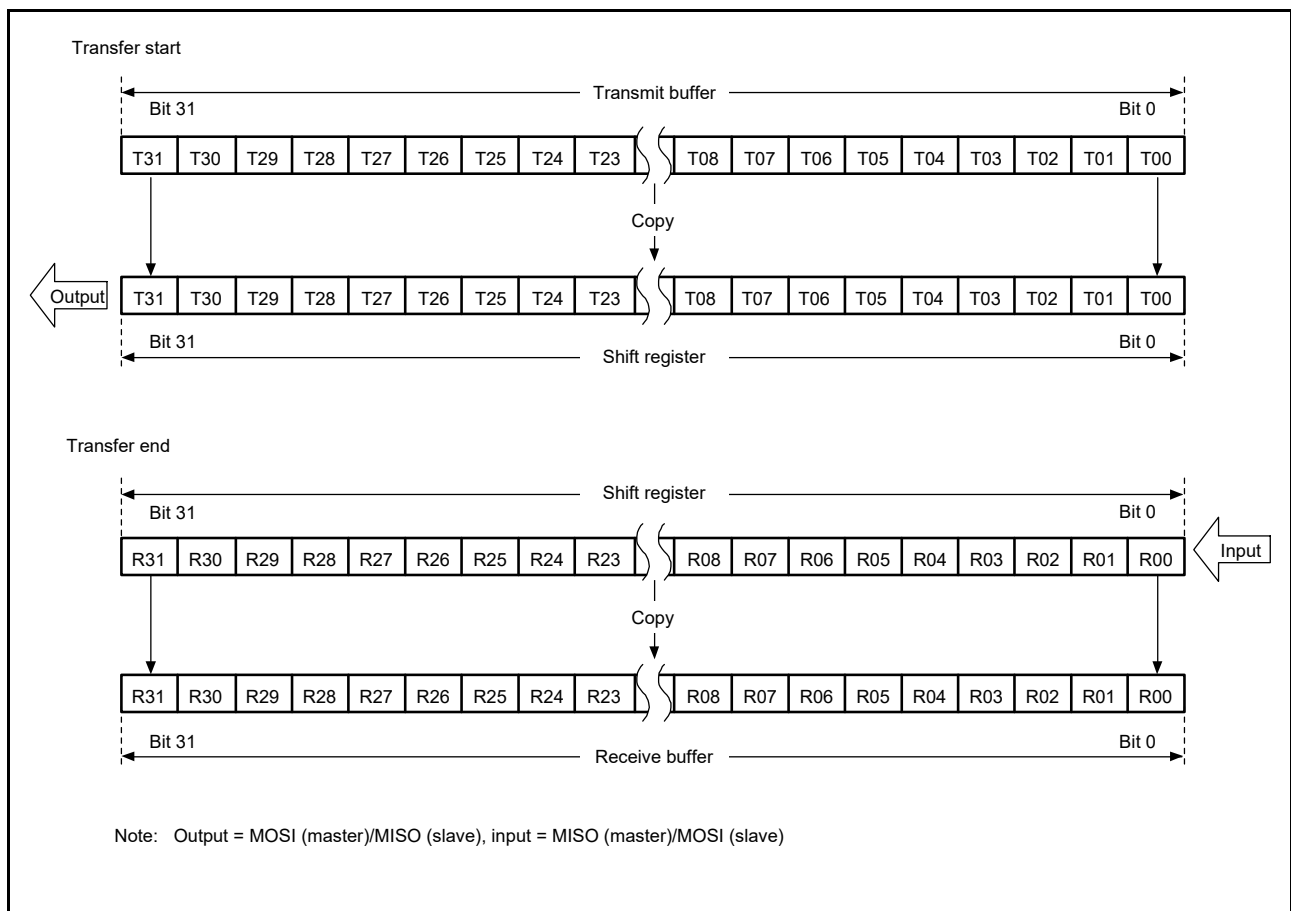 Transfer start
Transmit buffer
Bit 31 Bit 0
T31 T30 T29 T28 T27 T26 T25 T24 T23 T08 T07 T06 T05 T04 T03 T02 T01 T00
Copy
Output T31 T30 T29 T28 T27 T26 T25 T24 T23 T08 T07 T06 T05 T04 T03 T02 T01 T00
Bit 31 Bit 0
Shift register
Transfer end
Shift register
Bit 31 Bit 0
R31 R30 R29 R28 R27 R26 R25 R24 R23 R08 R07 R06 R05 R04 R03 R02 R01 R00 Input
Copy
R31 R30 R29 R28 R27 R26 R25 R24 R23 R08 R07 R06 R05 R04 R03 R02 R01 R00
Bit 31 Bit 0
Receive buffer
Note: Output = MOSI (master)/MISO (slave), input = MISO (master)/MOSI (slave)